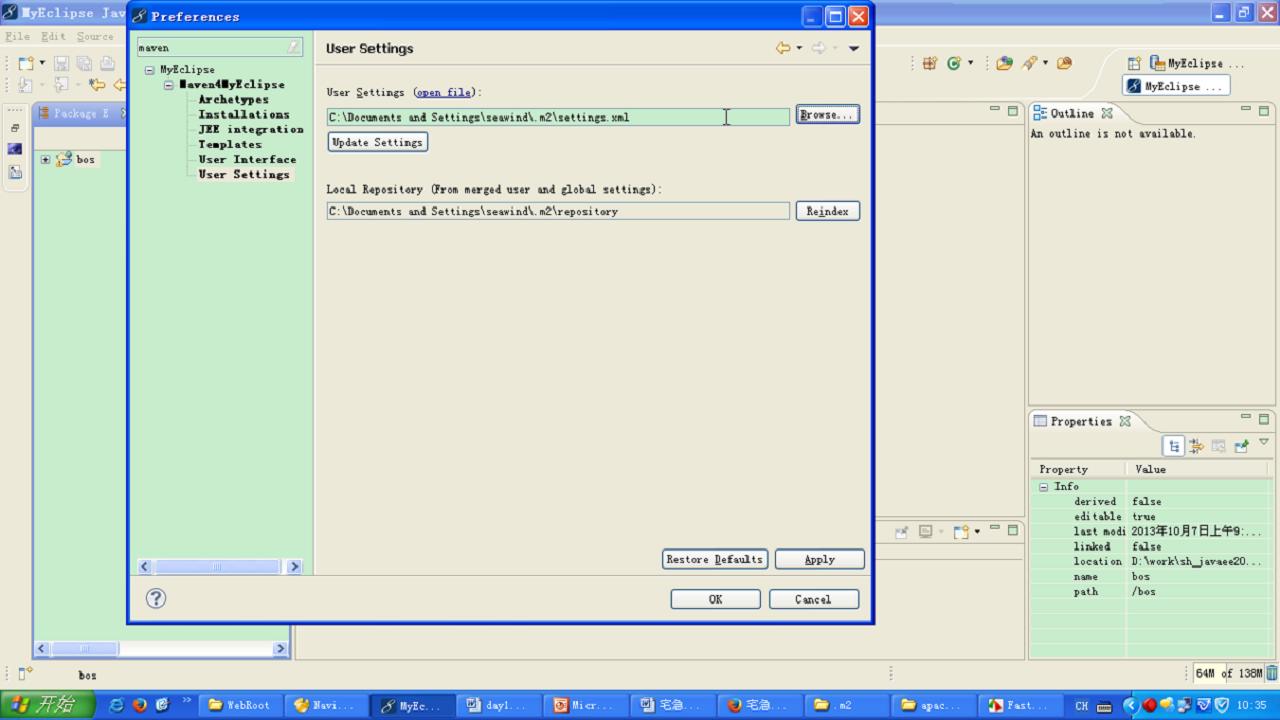 MyEclipse Jav
File Edit Source
Preferences
maven
MyEclipse
Maven4MyEclipse
Archetypes
Installations
JEE integration
Templates
User Interface
User Settings
User Settings
User Settings (open file):
C:\Documents and Settings\seawind\.m2\settings.xml
Browse...
Update Settings
Local Repository (From merged user and global settings):
C:\Documents and Settings\seawind\.m2\repository
Reindex
Restore Defaults
Apply
OK
Cancel
Package E
bos
MyEclipse ...
MyEclipse ...
Outline
An outline is not available.
Properties
Property Value
Info
derived false
editable true
last modi 2013年10月7日上午9:...
linked false
location D:\work\sh_javaee20...
name bos
path /bos
bos
64M of 138M
开始
WebRoot
Navi...
MyEc...
day1...
Micr...
宅急...
宅急...
.m2
apac...
Fast...
CH
10:35